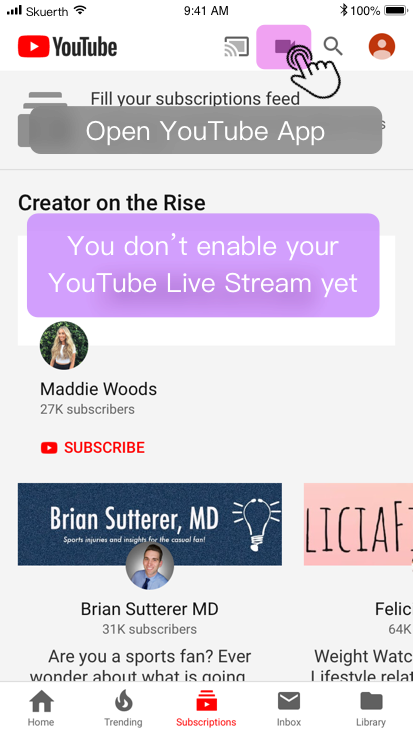 Skuerth 9:41 AM 100%
YouTube
Fill your subscriptions feed
Open YouTube App
s
Creator on the Rise
You don't enable your
YouTube Live Stream yet
Maddie Woods
27K subscribers
SUBSCRIBE
Brian Sutterer, MD
Sports injuries and insights for the casual fan!
LICIAF
Brian Sutterer MD
Felic
31K subscribers
64K
Are you a sports fan? Ever
Weight Watc
wonder about what is going
Lifestyle relat
Home Trending Subscriptions Inbox Library